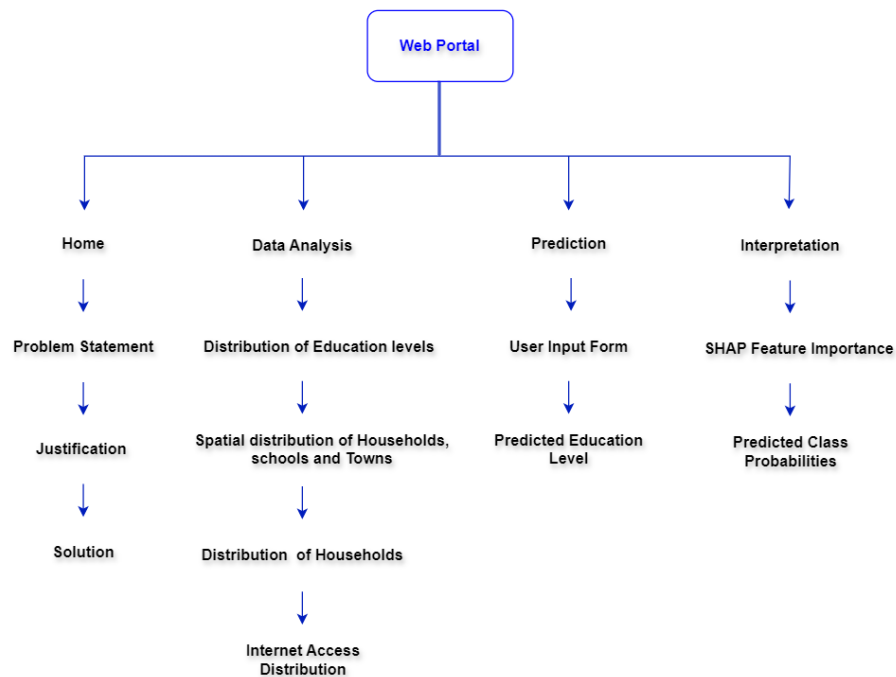 Web Portal
Home
Data Analysis
Prediction
Interpretation
Problem Statement
Distribution of Education levels
User Input Form
SHAP Feature Importance
Justification
Spatial distribution of Households,
schools and Towns
Predicted Education
Level
Predicted Class
Probabilities
Solution
Distribution of Households
Internet Access
Distribution